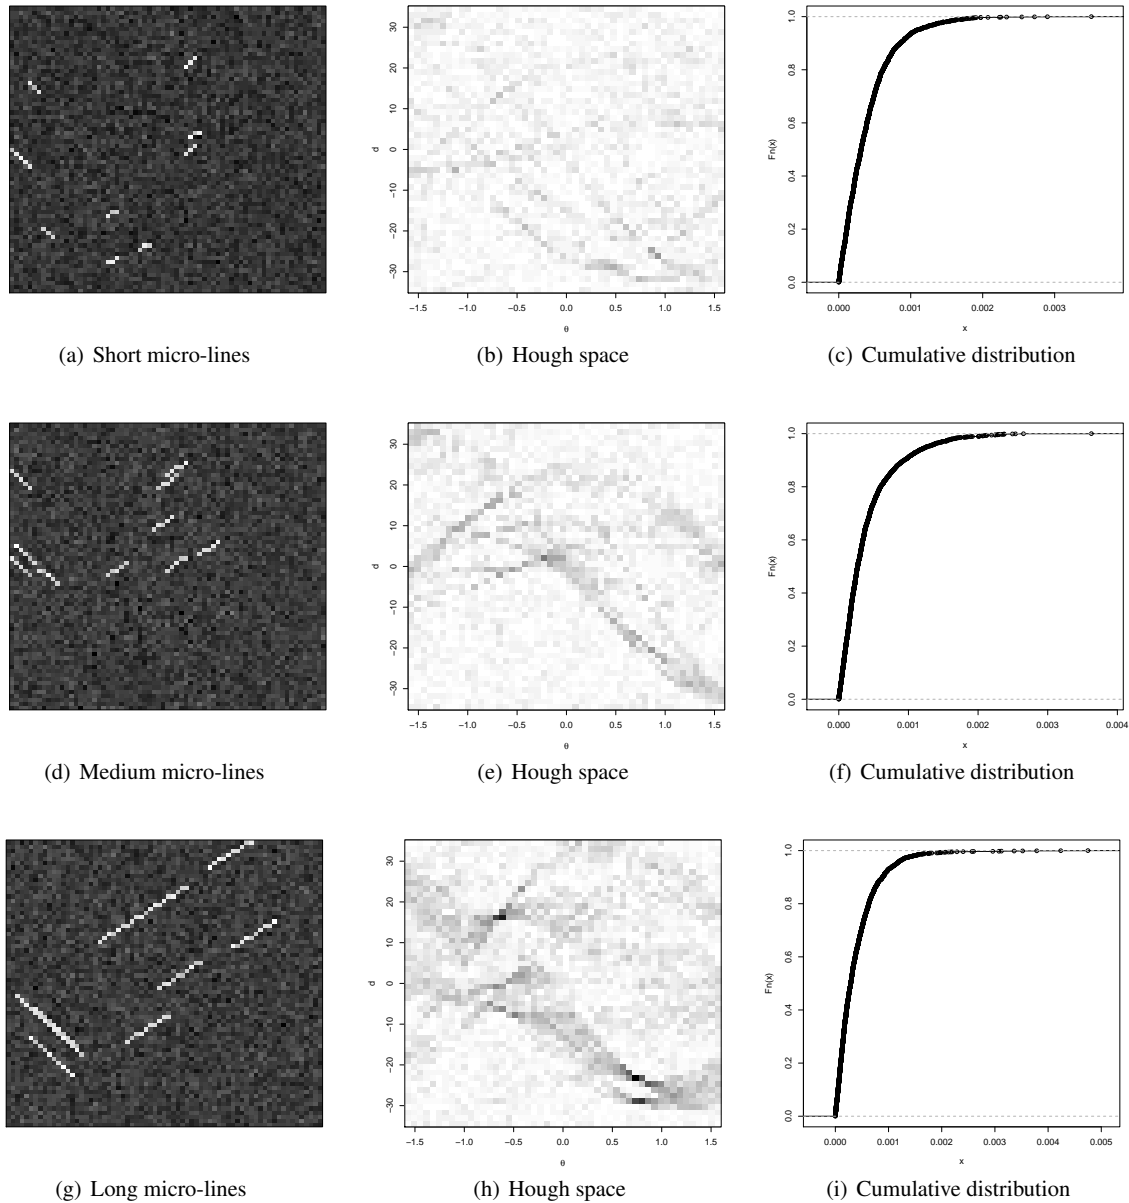 30
20
10
0
−10
−20
−30
d
−1.5 −1.0 −0.5 0.0 0.5 1.0 1.5
θ
1.0
0.8
0.6
0.4
0.2
0.0
Fn(x)
0.000 0.001 0.002 0.003
x
(a) Short micro-lines
(b) Hough space
(c) Cumulative distribution
30
20
10
0
−10
−20
−30
d
−1.5 −1.0 −0.5 0.0 0.5 1.0 1.5
θ
1.0
0.8
0.6
0.4
0.2
0.0
Fn(x)
0.000 0.001 0.002 0.003 0.004
x
(d) Medium micro-lines
(e) Hough space
(f) Cumulative distribution
30
20
10
0
−10
−20
−30
d
−1.5 −1.0 −0.5 0.0 0.5 1.0 1.5
θ
1.0
0.8
0.6
0.4
0.2
0.0
Fn(x)
0.000 0.001 0.002 0.003 0.004 0.005
x
(g) Long micro-lines
(h) Hough space
(i) Cumulative distribution